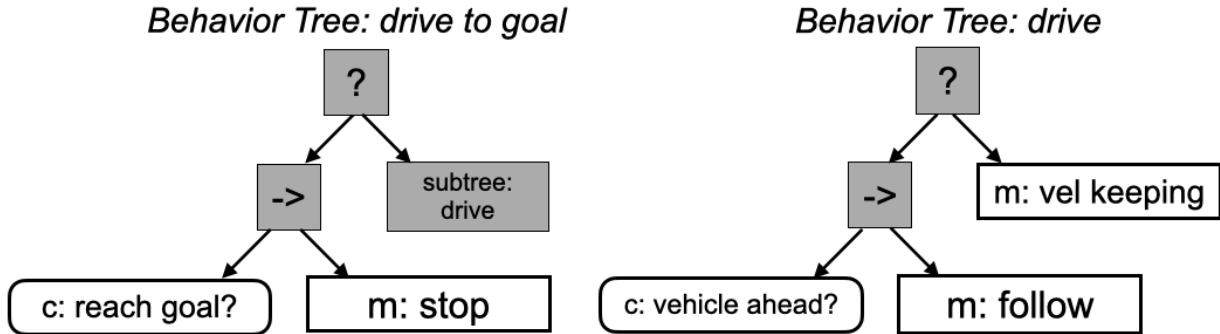 Behavior Tree: drive to goal
?
->
subtree:
drive
c: reach goal?
m: stop
Behavior Tree: drive
?
->
m: vel keeping
c: vehicle ahead?
m: follow